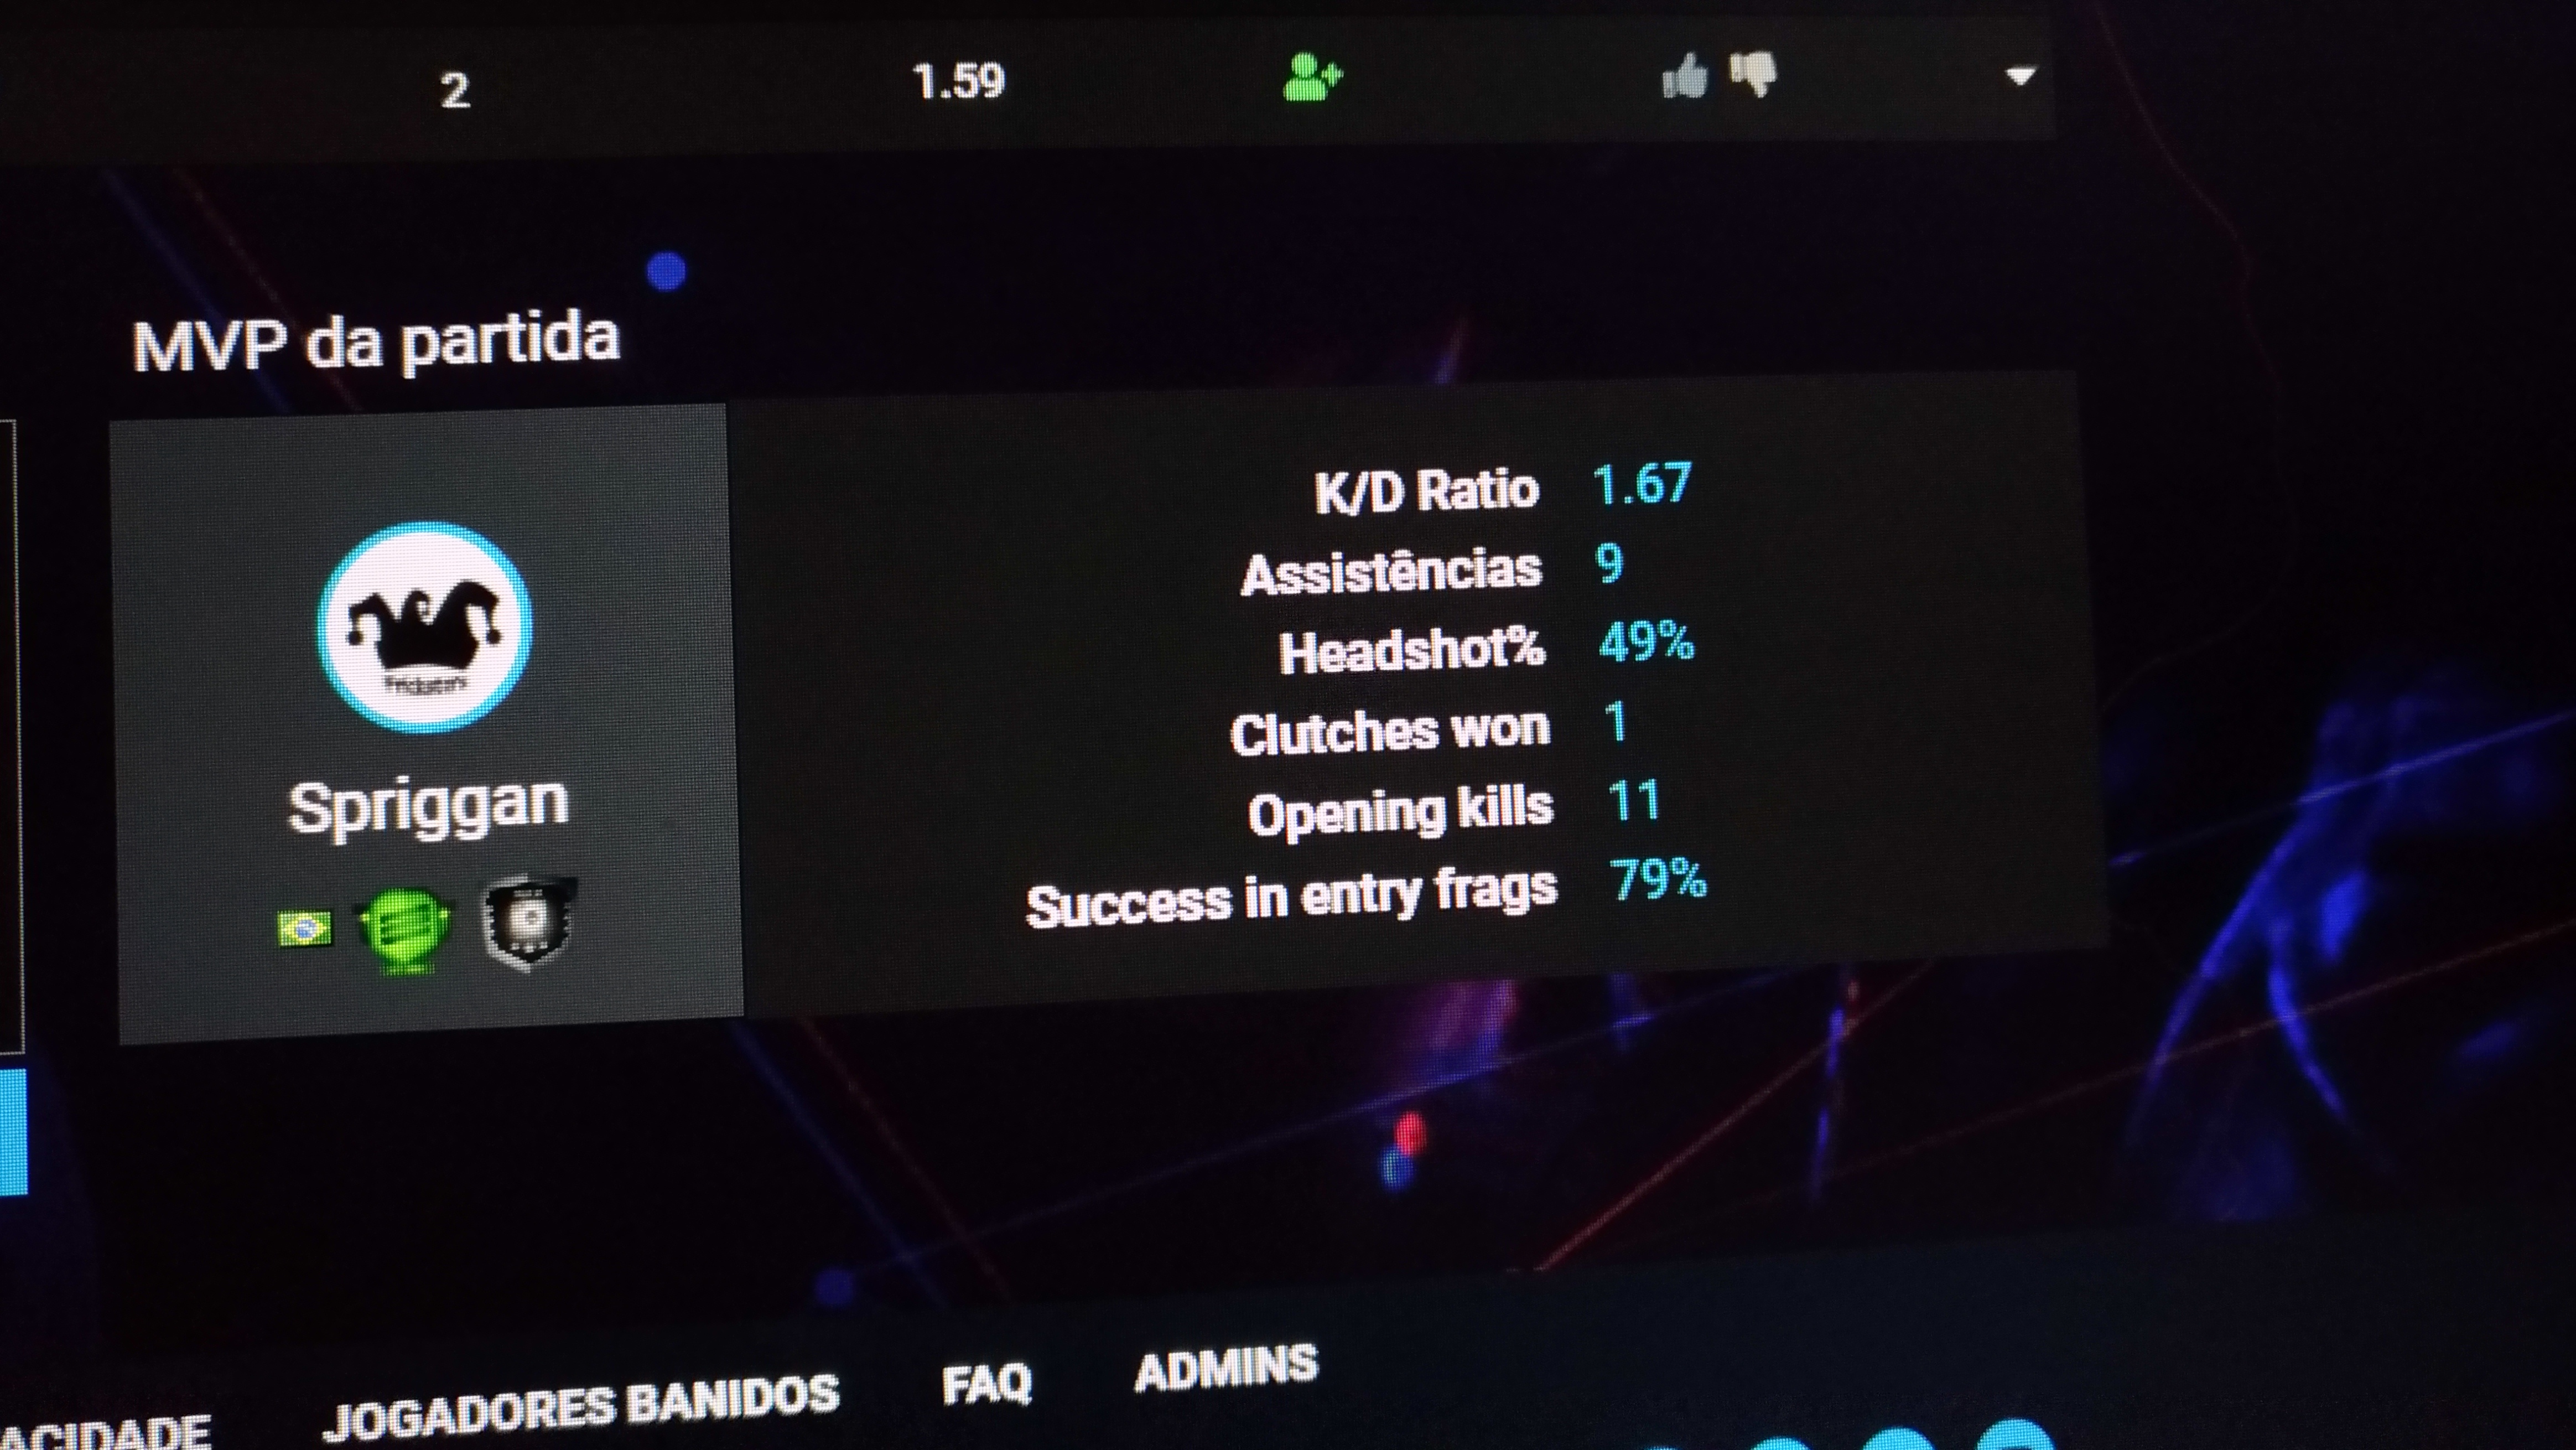 2 1.59
MVP da partida
K/D Ratio 1.67
Assistências 9
Headshot% 49%
Clutches won 1
Spriggan
Opening kills 11
Success in entry frags 79%
ACIDADE JOGADORES BANIDOS FAQ ADMINS